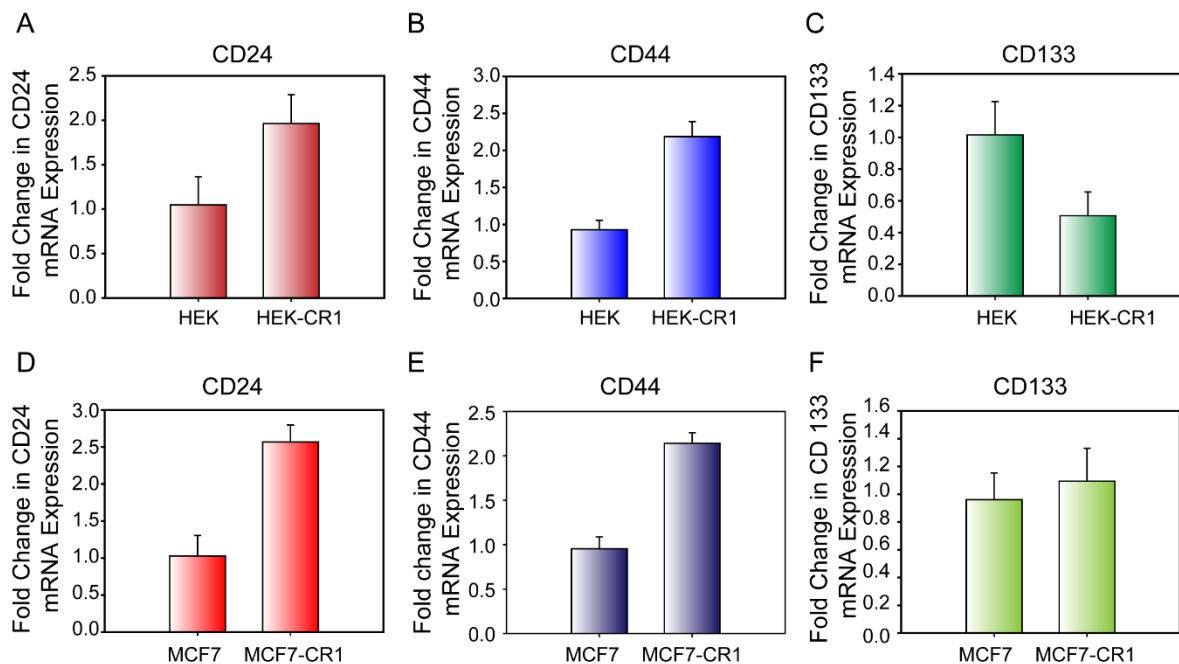 A
CD24
Fold Change in CD24
mRNA Expression
2.5
2.0
1.5
1.0
0.5
0.0
HEK HEK-CR1
B
CD44
Fold Change in CD44
mRNA Expression
3.0
2.5
2.0
1.5
1.0
0.5
0.0
HEK HEK-CR1
C
CD133
Fold Change in CD133
mRNA Expression
1.4
1.2
1.0
0.8
0.6
0.4
0.2
0.0
HEK HEK-CR1
D
CD24
Fold Change in CD24
mRNA Expression
3.0
2.5
2.0
1.5
1.0
0.5
0.0
MCF7 MCF7-CR1
E
CD44
Fold change in CD44
mRNA Expression
2.5
2.0
1.5
1.0
0.5
0.0
MCF7 MCF7-CR1
F
CD133
Fold Change in CD 133
mRNA Expresssion
1.6
1.4
1.2
1.0
0.8
0.6
0.4
0.2
0.0
MCF7 MCF7-CR1